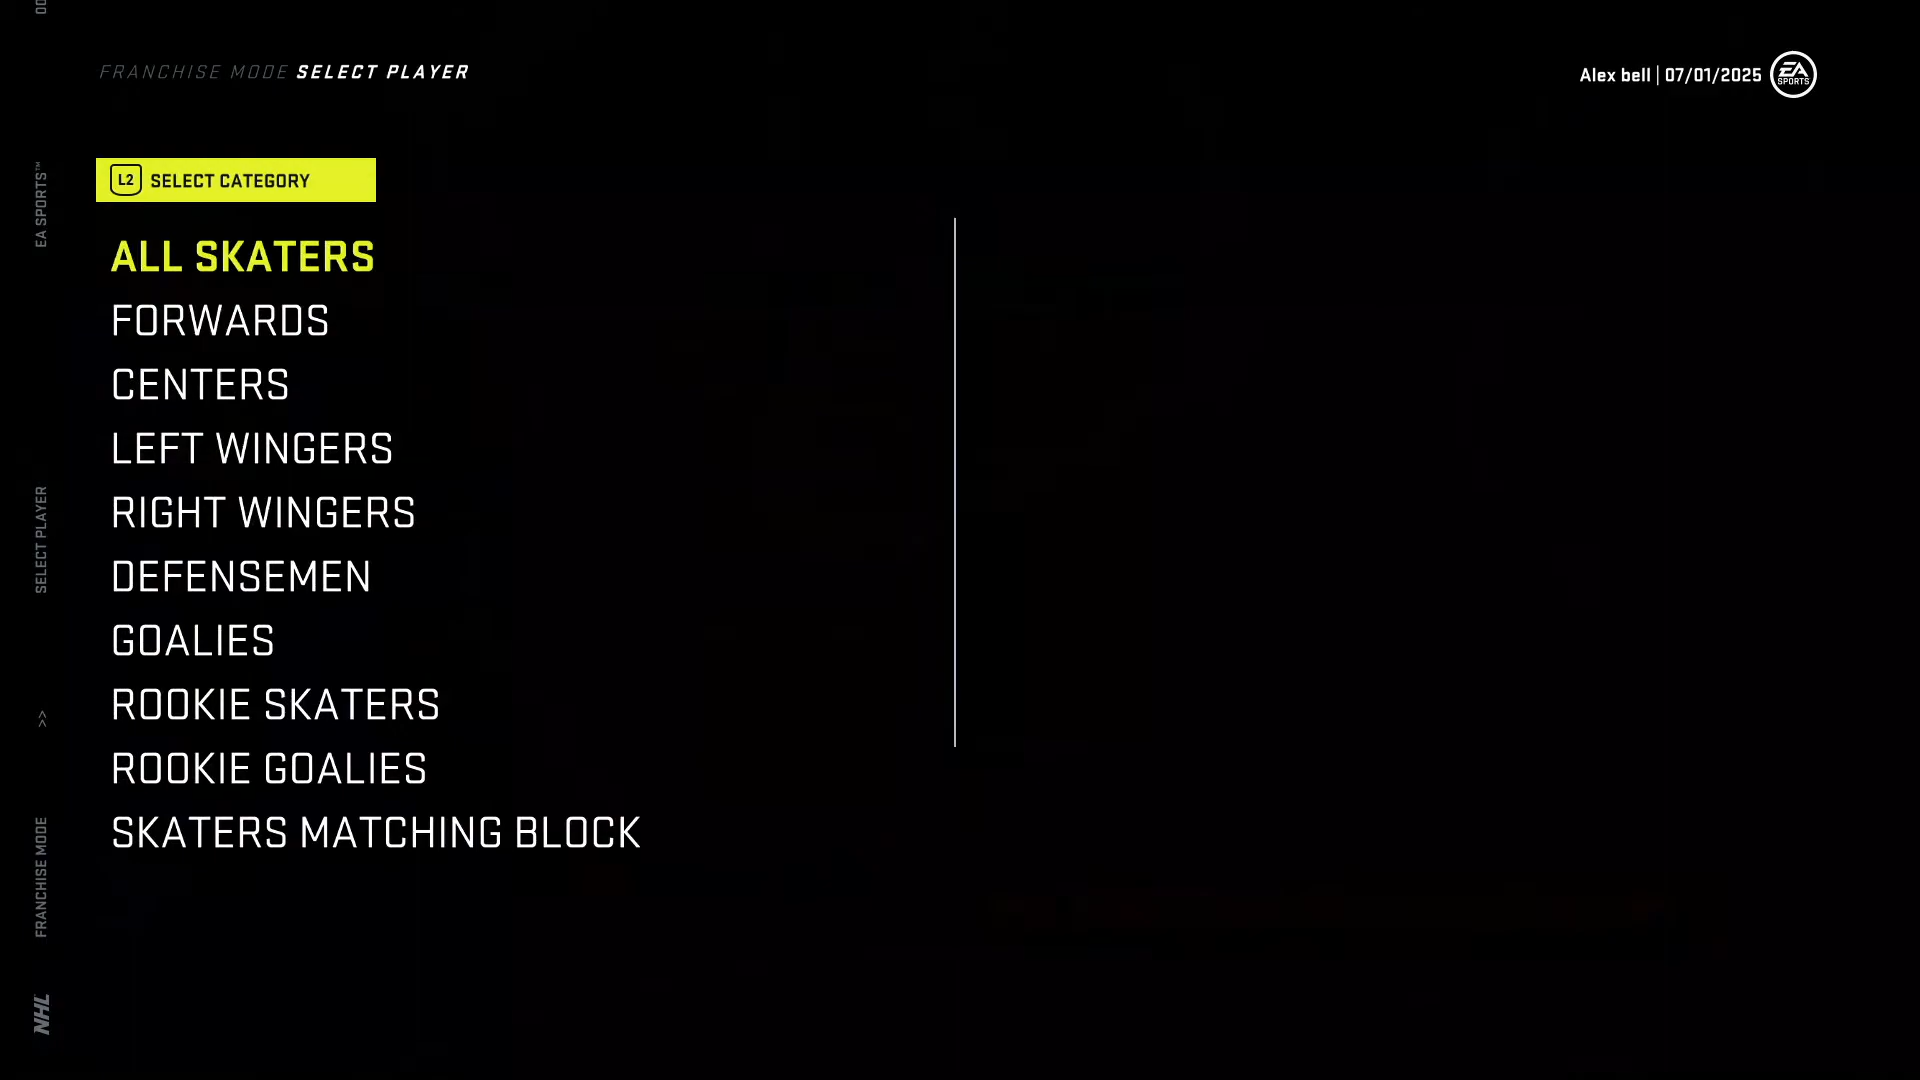 FRANCHISE MODE SELECT PLAYER
Alex bell | 07/01/2025
EA SPORTS
L2 SELECT CATEGORY
ALL SKATERS
FORWARDS
CENTERS
LEFT WINGERS
RIGHT WINGERS
DEFENSEMEN
GOALIES
ROOKIE SKATERS
ROOKIE GOALIES
SKATERS MATCHING BLOCK
NHL
FRANCHISE MODE
>>
SELECT PLAYER
EA SPORTS™